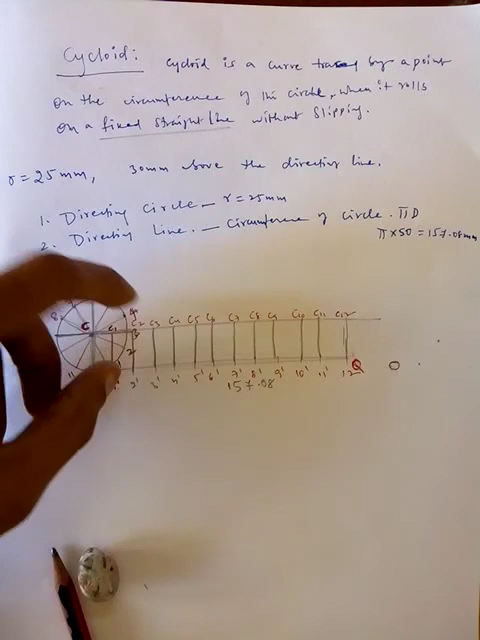 Cycloid: Cycloid is a curve traced by a point
on the circumference of the circle, when it rolls
on a fixed straight line without slipping.
r = 25 mm, 30mm above the directing line.
1. Directing circle - r = 25mm
2. Directing Line. - Circumference of circle. ΠD
Π x 50 = 157.08mm
C C1 C2 C3 C4 C5 C6 C7 C8 C9 C10 C11 C12
2' 3' 4' 5' 6' 7' 8' 9' 10' 11' 12 Q
157.08